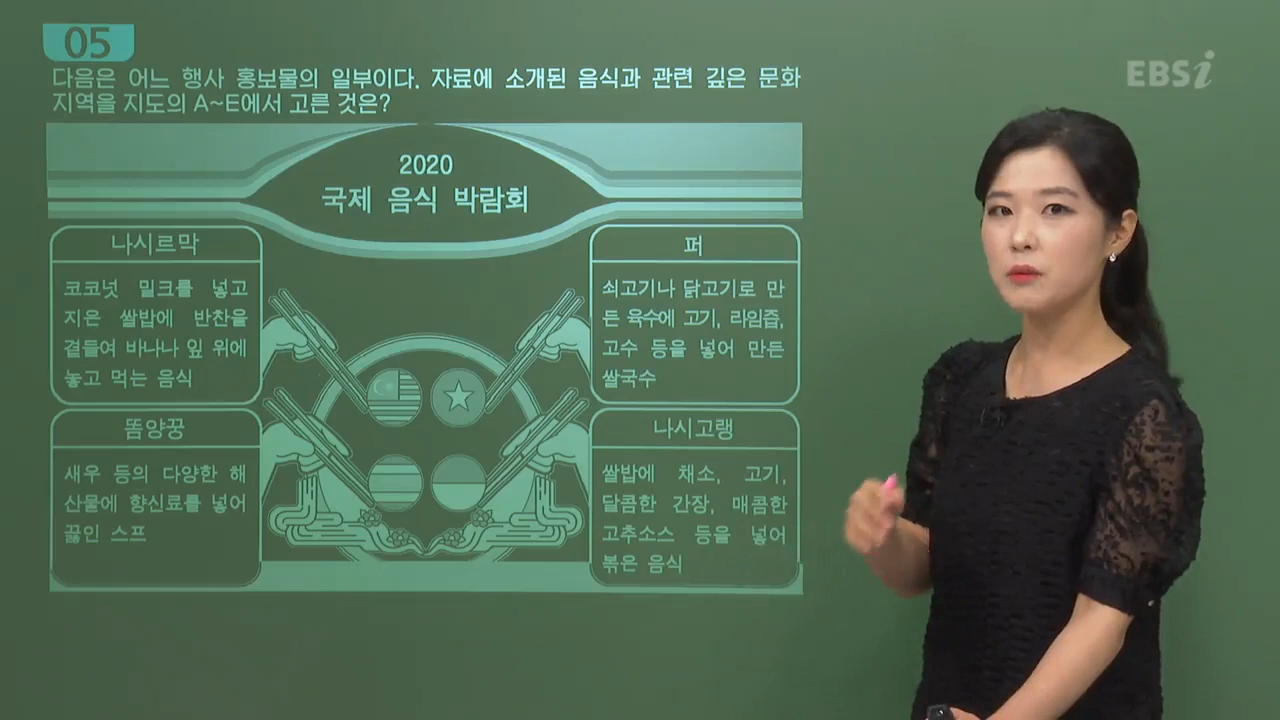 05
EBSi
다음은 어느 행사 홍보물의 일부이다. 자료에 소개된 음식과 관련 깊은 문화
지역을 지도의 A~E에서 고른 것은?
2020
국제 음식 박람회
나시르막
코코넛 밀크를 넣고
지은 쌀밥에 반찬을
곁들여 바나나 잎 위에
놓고 먹는 음식
퍼
쇠고기나 닭고기로 만
든 육수에 고기, 라임즙,
고수 등을 넣어 만든
쌀국수
똠양꿍
새우 등의 다양한 해
산물에 향신료를 넣어
끓인 스프
나시고랭
쌀밥에 채소, 고기,
달콤한 간장, 매콤한
고추소스 등을 넣어
볶은 음식